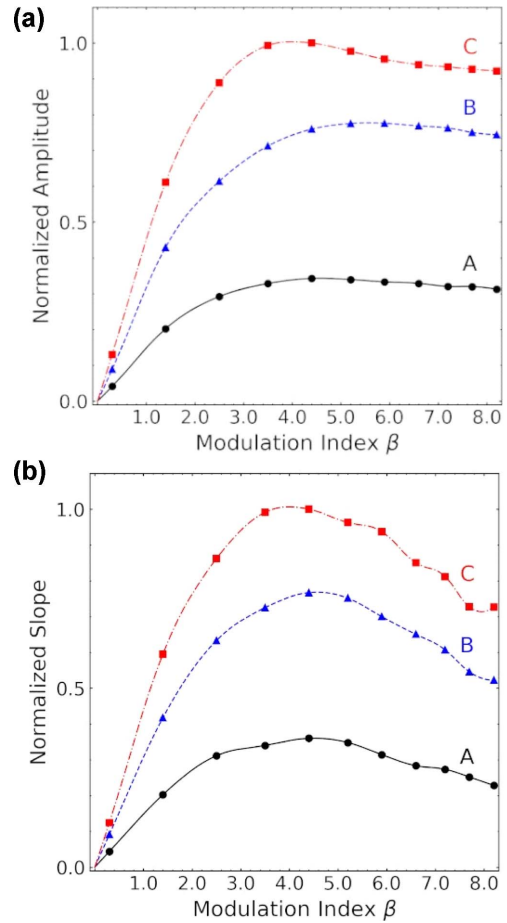 (a)
1.0
0.5
0.0
Normalized Amplitude
C
B
A
1.0 2.0 3.0 4.0 5.0 6.0 7.0 8.0
Modulation Index β
(b)
1.0
0.5
0.0
Normalized Slope
C
B
A
1.0 2.0 3.0 4.0 5.0 6.0 7.0 8.0
Modulation Index β